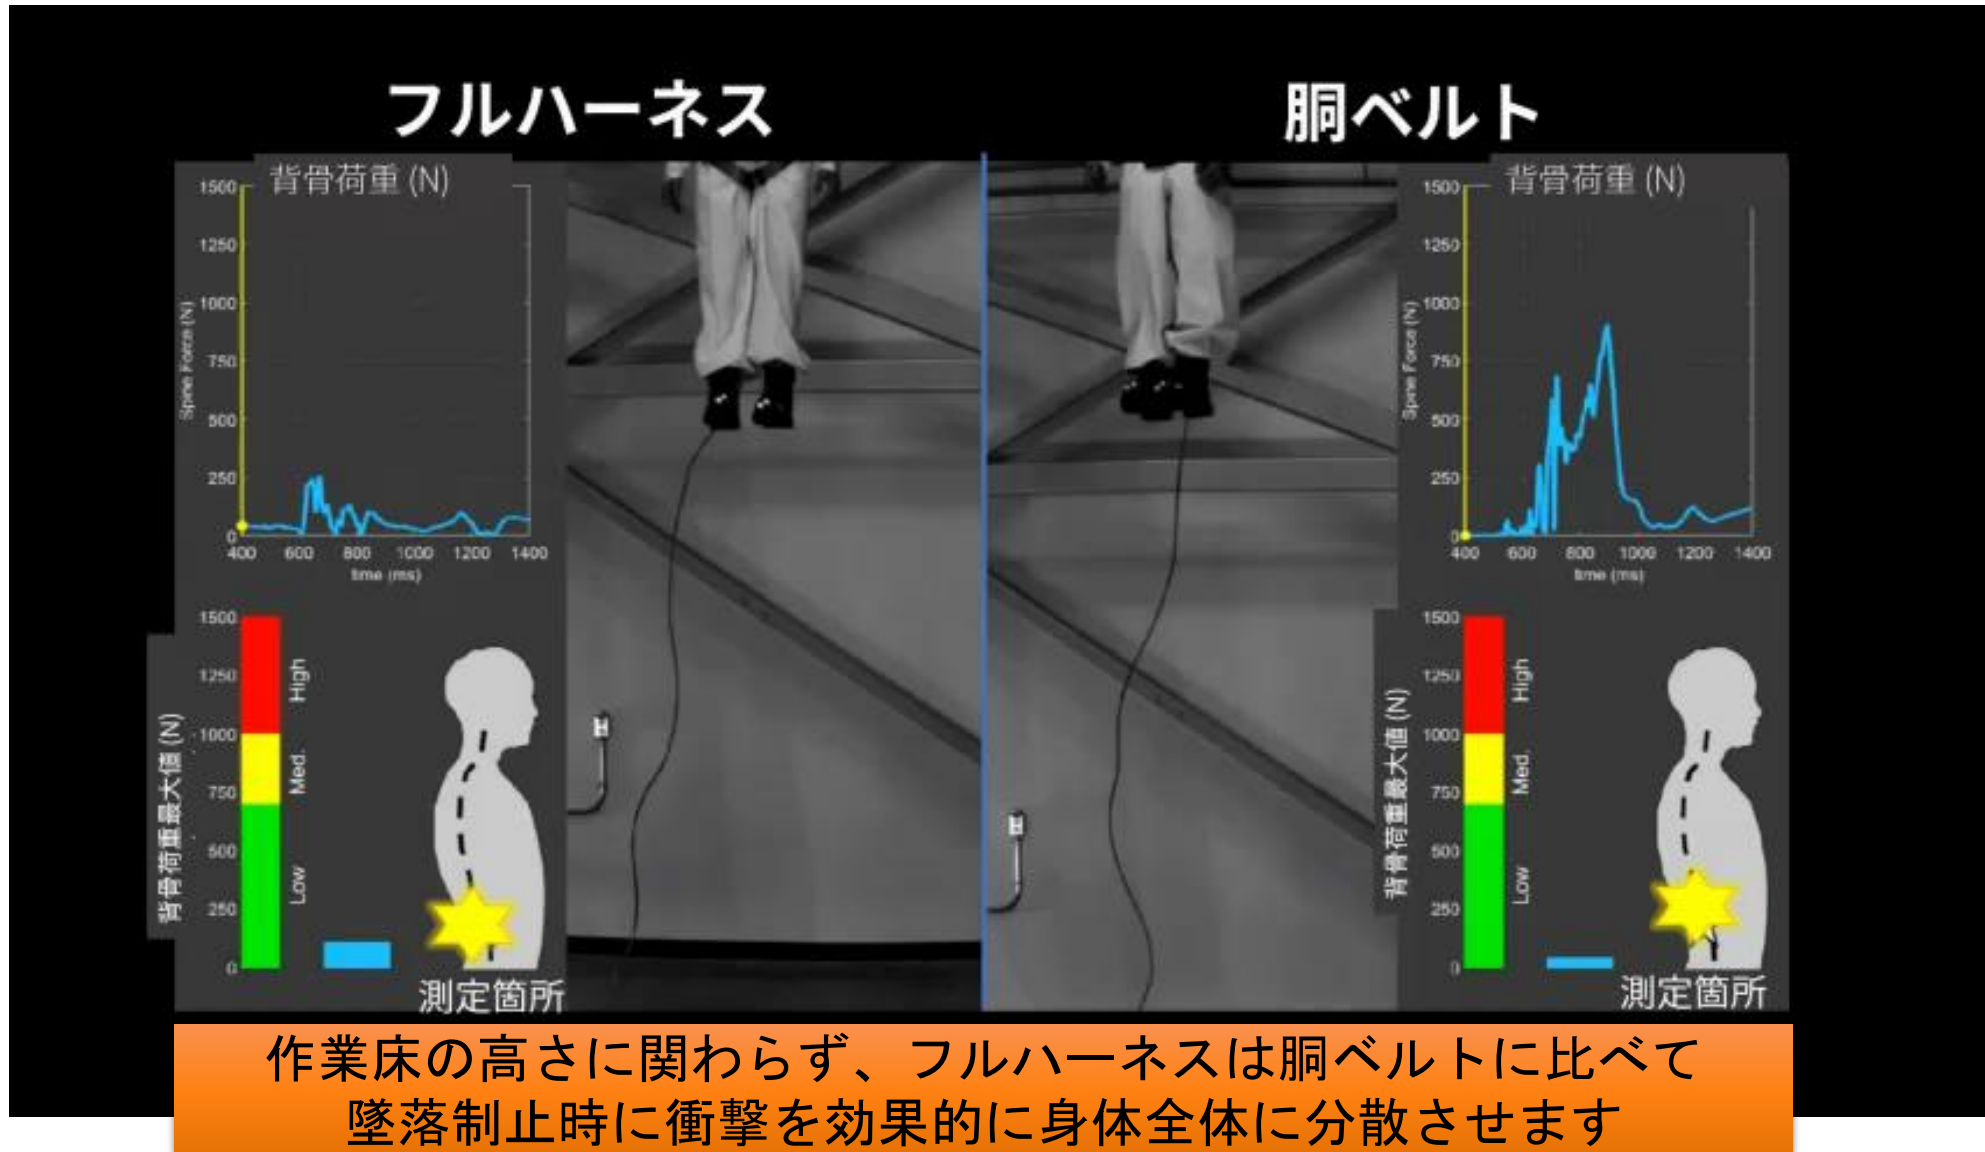 フルハーネス
胴ベルト
背骨荷重 (N)
1500
1250
1000
750
500
250
0
Spine Force (N)
400 600 800 1000 1200 1400
time (ms)
背骨荷重最大値 (N)
1500
1250
1000
750
500
250
0
High
Med.
Low
測定箇所
背骨荷重 (N)
1500
1250
1000
750
500
250
0
Spine Force (N)
400 600 800 1000 1200 1400
time (ms)
背骨荷重最大値 (N)
1500
1250
1000
750
500
250
0
High
Med.
Low
測定箇所
作業床の高さに関わらず、フルハーネスは胴ベルトに比べて
墜落制止時に衝撃を効果的に身体全体に分散させます